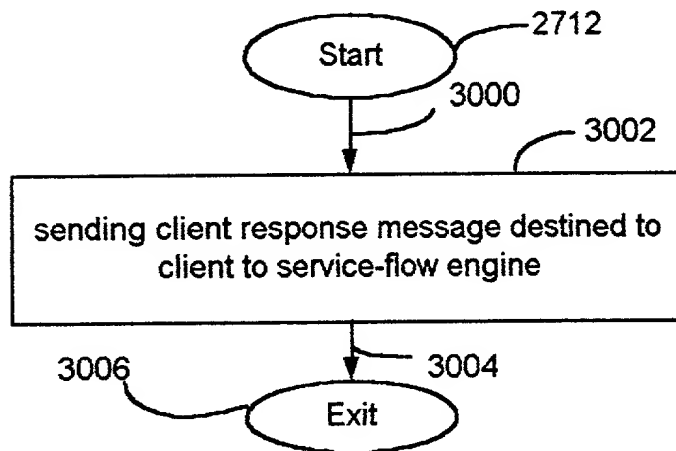 2712
Start
3000
3002
sending client response message destined to
client to service-flow engine
3004
3006
Exit